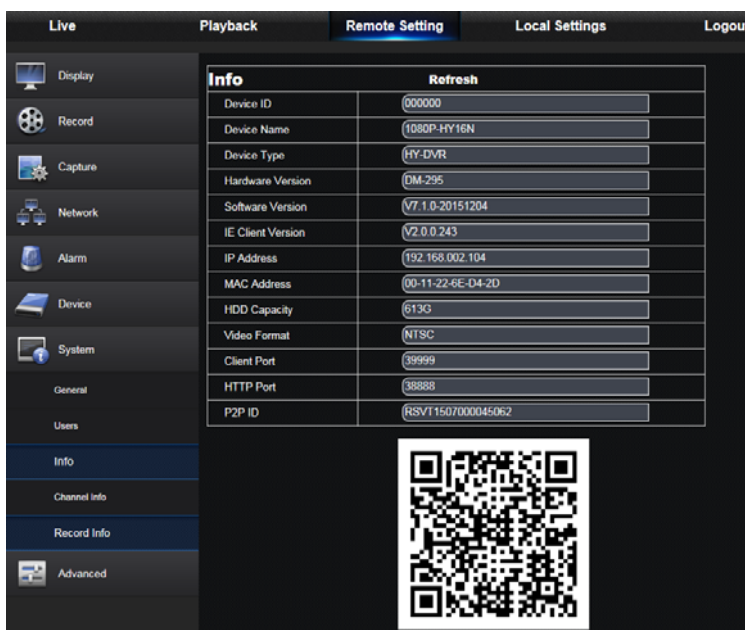 Live Playback Remote Setting Local Settings Logou
Display
Record
Capture
Network
Alarm
Device
System
General
Users
Info
Channel Info
Record Info
Advanced
Info Refresh
Device ID 000000
Device Name 1080P-HY16N
Device Type HY-DVR
Hardware Version DM-295
Software Version V7.1.0-20151204
IE Client Version V2.0.0.243
IP Address 192.168.002.104
MAC Address 00-11-22-6E-D4-2D
HDD Capacity 613G
Video Format NTSC
Client Port 39999
HTTP Port 38888
P2P ID RSVT1507000045062